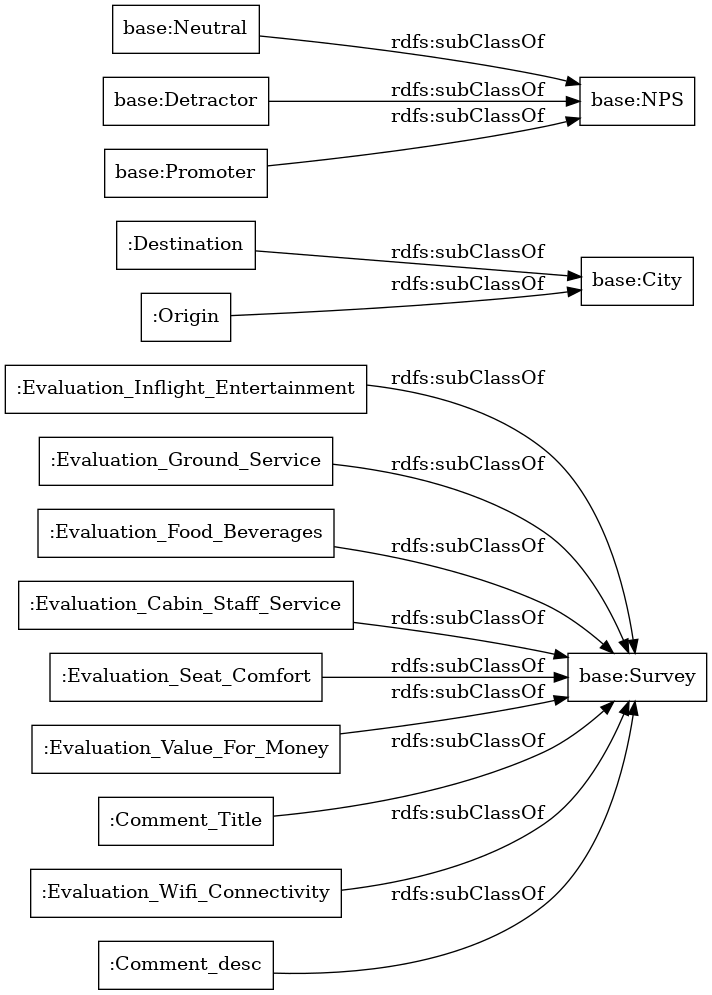 base:Neutral
rdfs:subClassOf
base:Detractor
rdfs:subClassOf
base:NPS
rdfs:subClassOf
base:Promoter
:Destination
rdfs:subClassOf
base:City
rdfs:subClassOf
:Origin
rdfs:subClassOf
:Evaluation_Inflight_Entertainment
:Evaluation_Ground_Service
rdfs:subClassOf
:Evaluation_Food_Beverages
rdfs:subClassOf
:Evaluation_Cabin_Staff_Service
rdfs:subClassOf
rdfs:subClassOf
:Evaluation_Seat_Comfort
base:Survey
rdfs:subClassOf
:Evaluation_Value_For_Money
rdfs:subClassOf
:Comment_Title
rdfs:subClassOf
:Evaluation_Wifi_Connectivity
rdfs:subClassOf
:Comment_desc